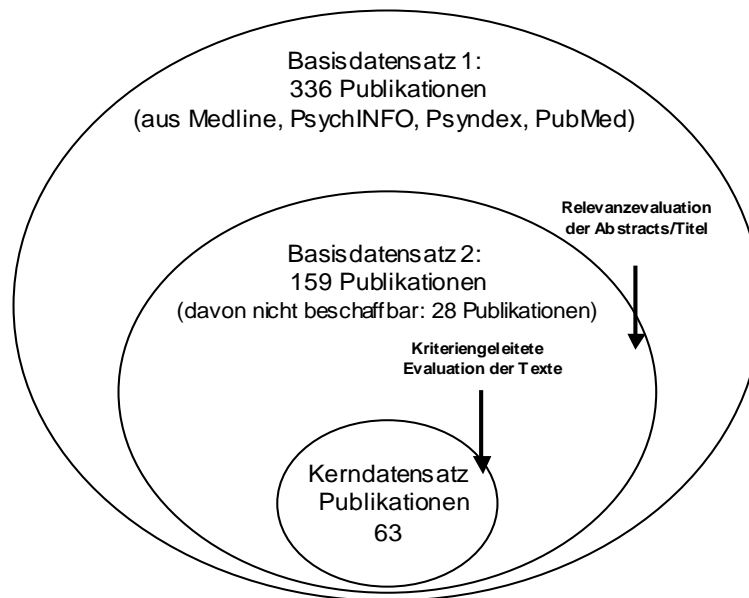 Basisdatensatz 1:
336 Publikationen
(aus Medline, PsychINFO, Psyndex, PubMed)
Relevanzevaluation
der Abstracts/Titel
Basisdatensatz 2:
159 Publikationen
(davon nicht beschaffbar: 28 Publikationen)
Kriteriengeleitete
Evaluation der Texte
Kerndatensatz
Publikationen
63